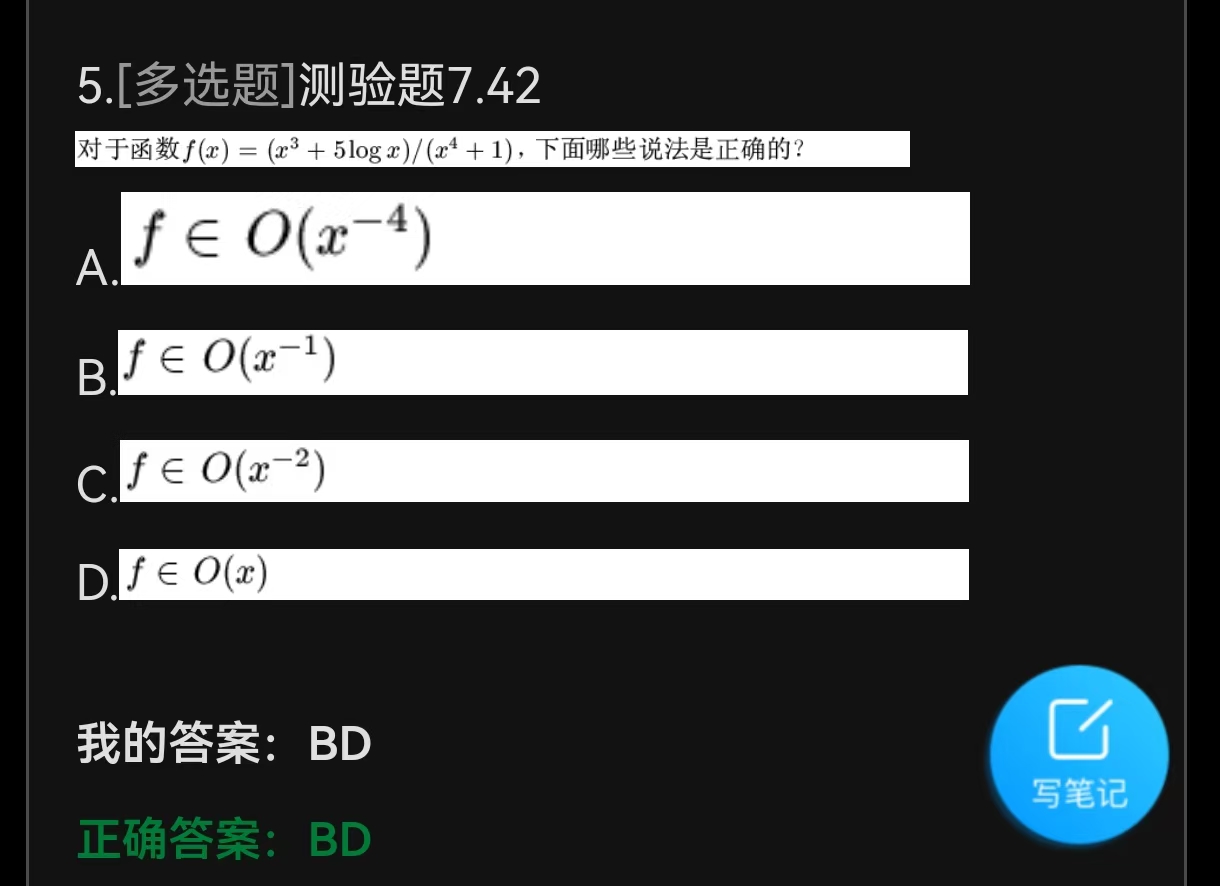 5.[多选题]测验题7.42
对于函数f(x) = (x³ + 5log x)/(x⁴ + 1)，下面哪些说法是正确的？
A. f ∈ O(x⁻⁴)
B. f ∈ O(x⁻¹)
C. f ∈ O(x⁻²)
D. f ∈ O(x)
我的答案：BD
写笔记
正确答案：BD